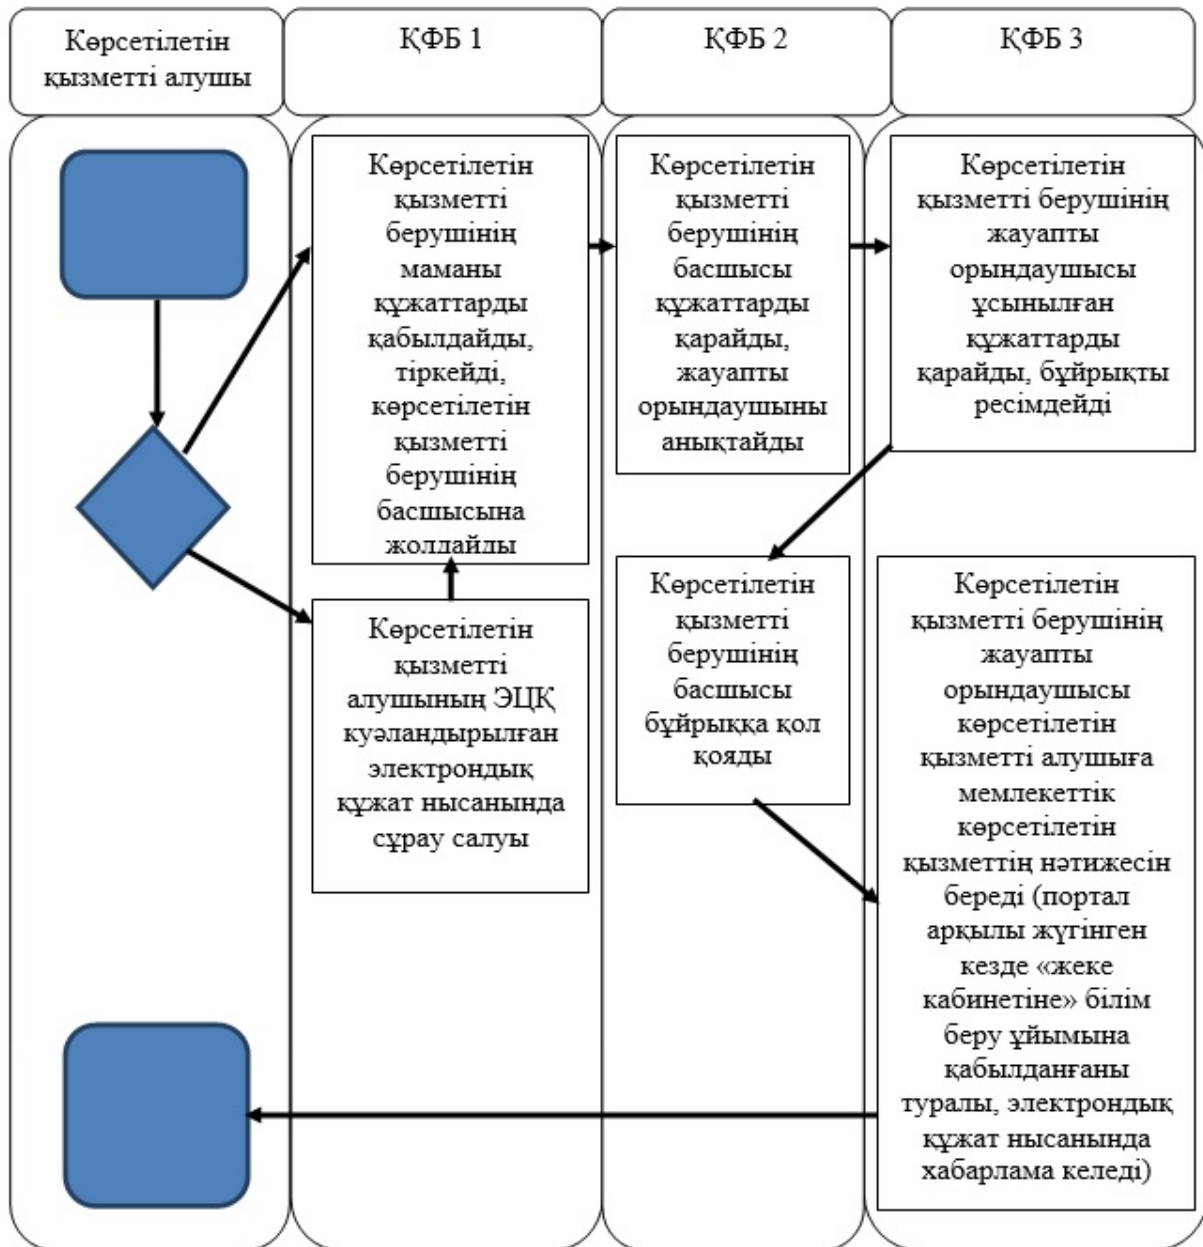 Көрсетілетін
қызметті алушы
ҚФБ 1
ҚФБ 2
ҚФБ 3
Көрсетілетін
қызметті
берушінің
маманы
құжаттарды
қабылдайды,
тіркейді,
көрсетілетін
қызметті
берушінің
басшысына
жолдайды
Көрсетілетін
қызметті
берушінің
басшысы
құжаттарды
қарайды,
жауапты
орындаушыны
анықтайды
Көрсетілетін
қызметті берушінің
жауапты
орындаушысы
ұсынылған
құжаттарды
қарайды, бұйрықты
ресімдейді
Көрсетілетін
қызметті
алушының ЭЦҚ
куәландырылған
электрондық
құжат нысанында
сұрау салуы
Көрсетілетін
қызметті
берушінің
басшысы
бұйрыққа қол
қояды
Көрсетілетін
қызметті берушінің
жауапты
орындаушысы
көрсетілетін
қызметті алушыға
мемлекеттік
көрсетілетін
қызметтің нәтижесін
береді (портал
арқылы жүгінген
кезде «жеке
кабинетіне» білім
беру ұйымына
қабылданғаны
туралы, электрондық
құжат нысанында
хабарлама келеді)